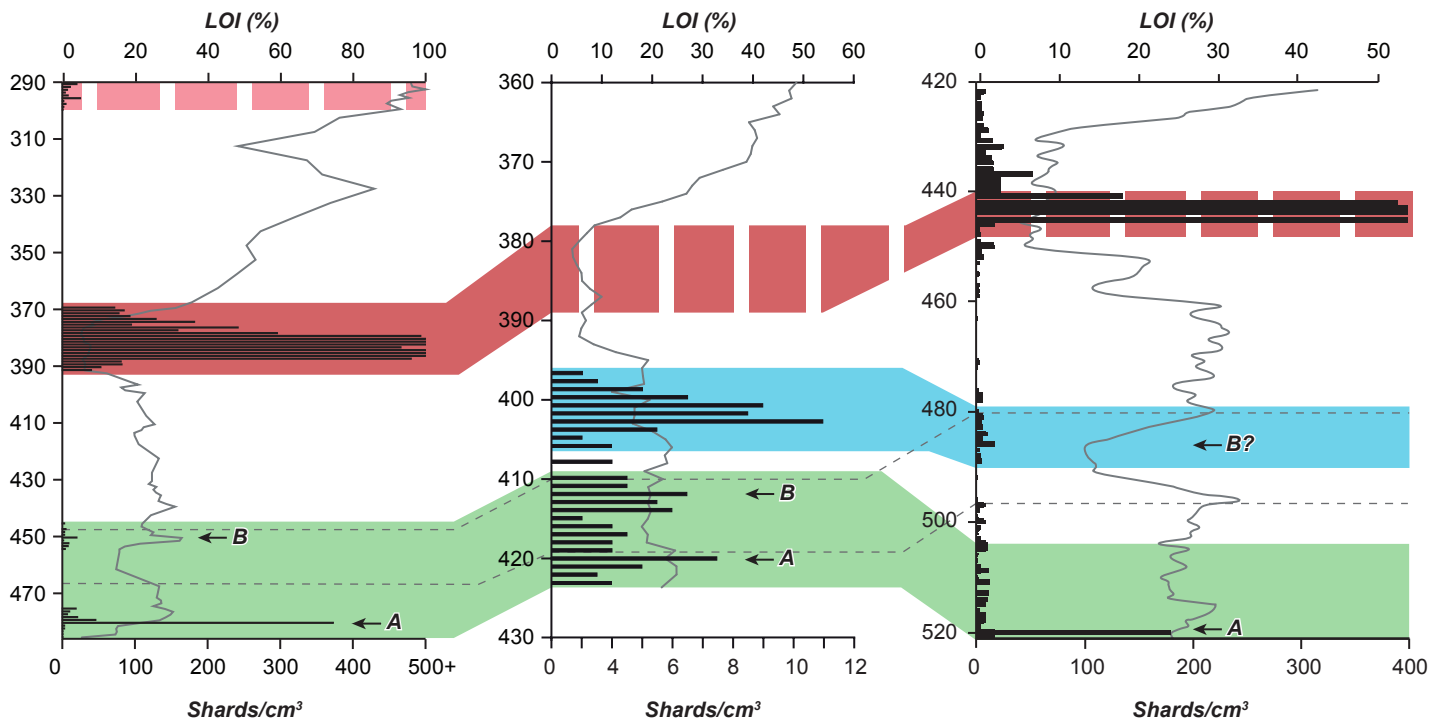 LOI (%)
LOI (%)
LOI (%)
0 20 40 60 80 100
0 10 20 30 40 50 60
0 10 20 30 40 50
290
310
330
350
370
390
410
430
450
470
B
A
0 100 200 300 400 500+
Shards/cm³
360
370
380
390
400
410
420
430
B
A
0 2 4 6 8 10 12
Shards/cm³
420
440
460
480
500
520
B?
A
0 100 200 300 400
Shards/cm³